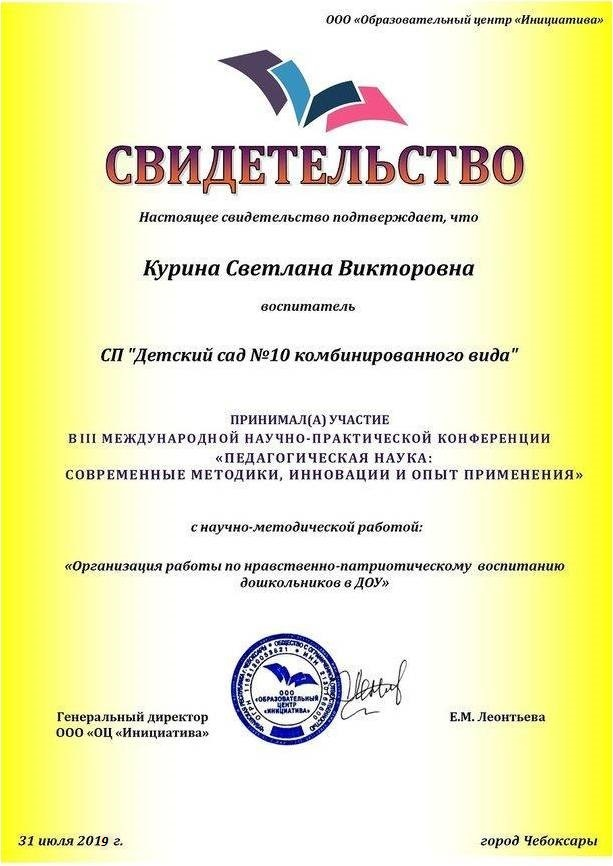 ООО «Образовательный центр «Инициатива»
СВИДЕТЕЛЬСТВО
Настоящее свидетельство подтверждает, что
Курина Светлана Викторовна
воспитатель
СП "Детский сад №10 комбинированного вида"
ПРИНИМАЛ(А) УЧАСТИЕ
В III МЕЖДУНАРОДНОЙ НАУЧНО-ПРАКТИЧЕСКОЙ КОНФЕРЕНЦИИ
«ПЕДАГОГИЧЕСКАЯ НАУКА:
СОВРЕМЕННЫЕ МЕТОДИКИ, ИННОВАЦИИ И ОПЫТ ПРИМЕНЕНИЯ»
с научно-методической работой:
«Организация работы по нравственно-патриотическому воспитанию
дошкольников в ДОУ»
ООО
«ОБРАЗОВАТЕЛЬНЫЙ
ЦЕНТР
«ИНИЦИАТИВА»
Генеральный директор
ООО «ОЦ «Инициатива»
Е.М. Леонтьева
31 июля 2019 г.
город Чебоксары